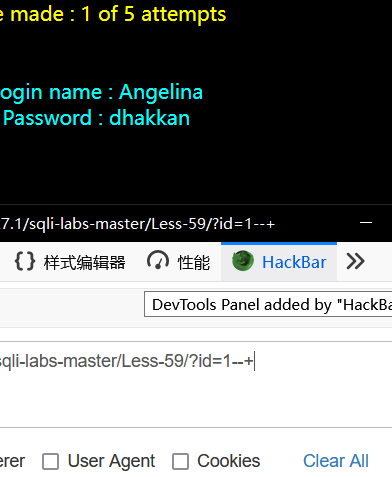 e made : 1 of 5 attempts
ogin name : Angelina
Password : dhakkan
7.1/sqli-labs-master/Less-59/?id=1--+
样式编辑器 性能 HackBar
DevTools Panel added by "HackBa
sqli-labs-master/Less-59/?id=1--+
erer User Agent Cookies Clear All